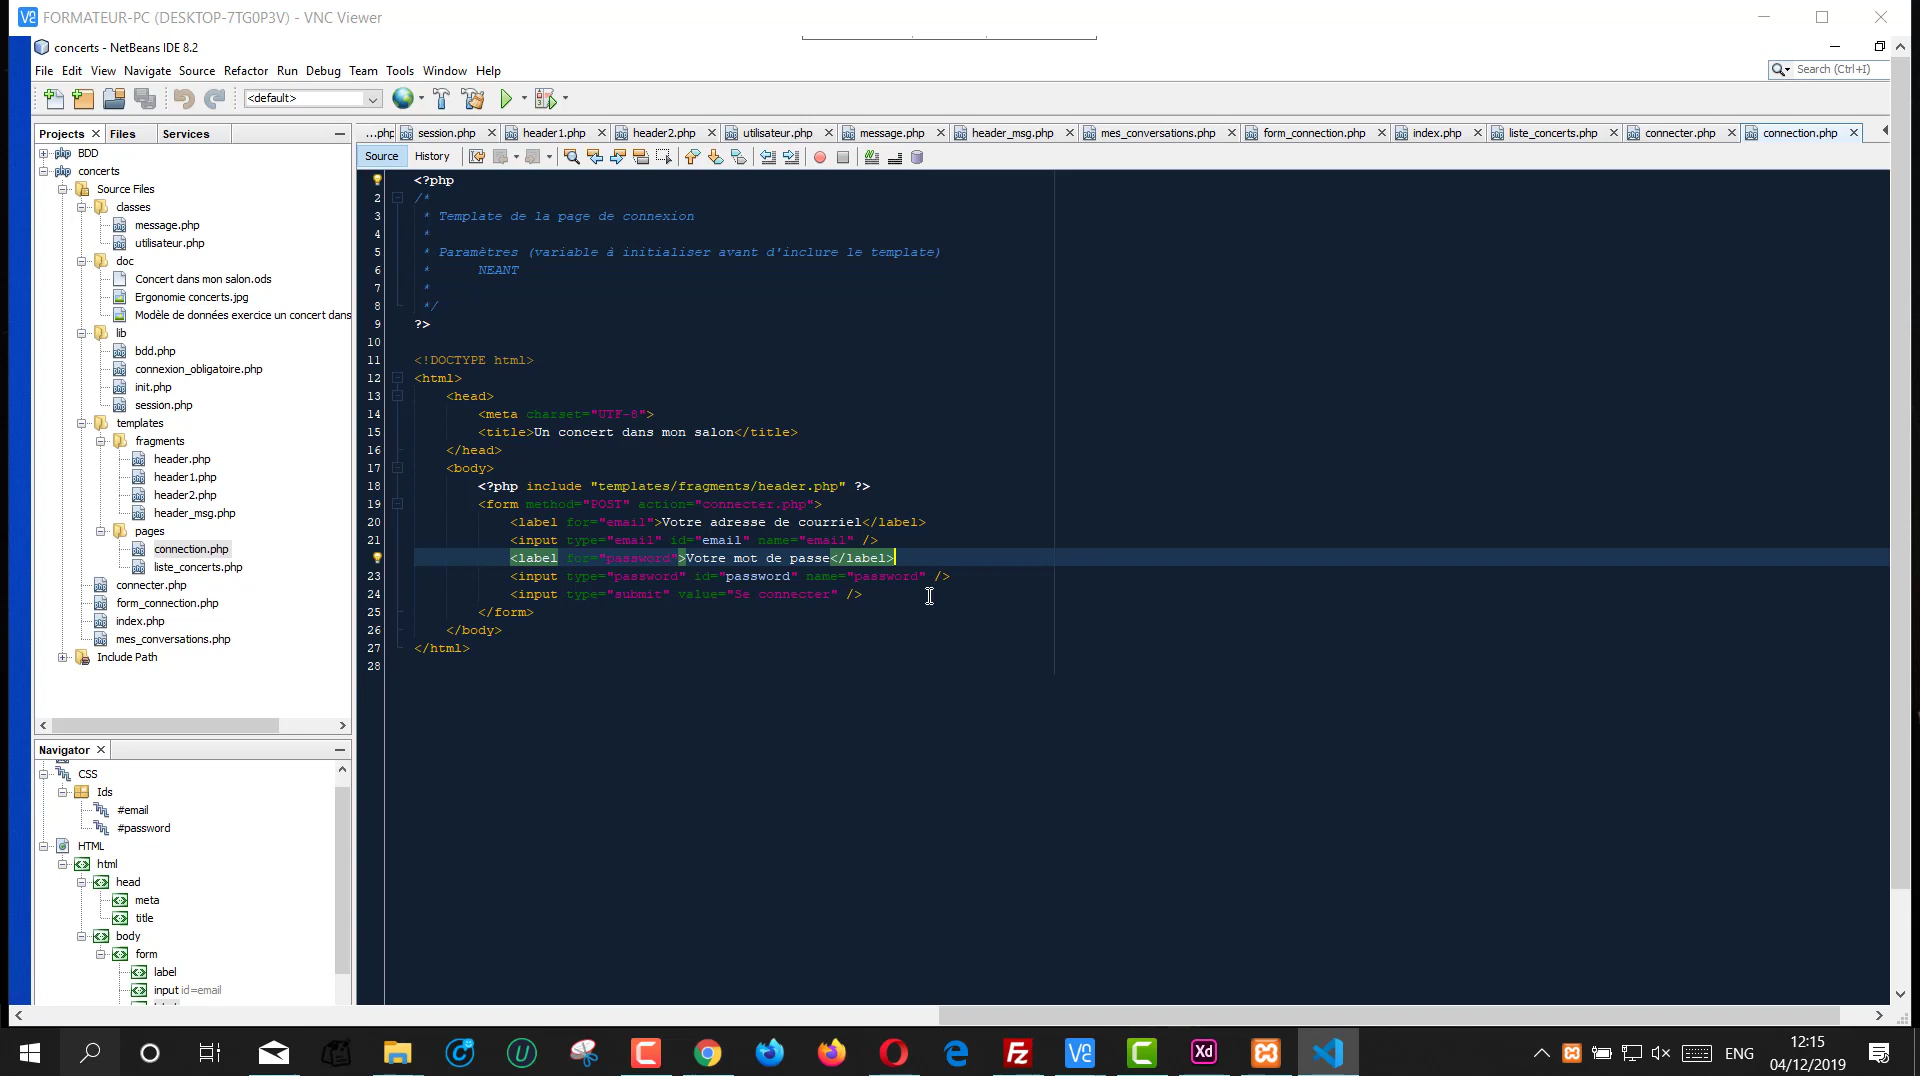 FORMATEUR-PC (DESKTOP-7TG0P3V) - VNC Viewer
concerts - NetBeans IDE 8.2
File Edit View Navigate Source Refactor Run Debug Team Tools Window Help
Search (Ctrl+I)
<default>
Projects Files Services
...php session.php header1.php header2.php utilisateur.php message.php header_msg.php mes_conversations.php form_connection.php index.php liste_concerts.php connecter.php connection.php
Source History
BDD
concerts
Source Files
classes
message.php
utilisateur.php
doc
Concert dans mon salon.ods
Ergonomie concerts.jpg
Modèle de données exercice un concert dans
lib
bdd.php
connexion_obligatoire.php
init.php
session.php
templates
fragments
header.php
header1.php
header2.php
header_msg.php
pages
connection.php
liste_concerts.php
connecter.php
form_connection.php
index.php
mes_conversations.php
Include Path
Navigator
CSS
Ids
#email
#password
HTML
html
head
meta
title
body
form
label
input id=email
<?php
2 /*
3 * Template de la page de connexion
4 *
5 * Paramètres (variable à initialiser avant d'inclure le template)
6 * NEANT
7 *
8 */
9 ?>
10
11 <!DOCTYPE html>
12 <html>
13 <head>
14 <meta charset="UTF-8">
15 <title>Un concert dans mon salon</title>
16 </head>
17 <body>
18 <?php include "templates/fragments/header.php" ?>
19 <form method="POST" action="connecter.php">
20 <label for="email">Votre adresse de courriel</label>
21 <input type="email" id="email" name="email" />
<label for="password">Votre mot de passe</label>
23 <input type="password" id="password" name="password" />
24 <input type="submit" value="Se connecter" />
25 </form>
26 </body>
27 </html>
28
ENG
12:15
04/12/2019